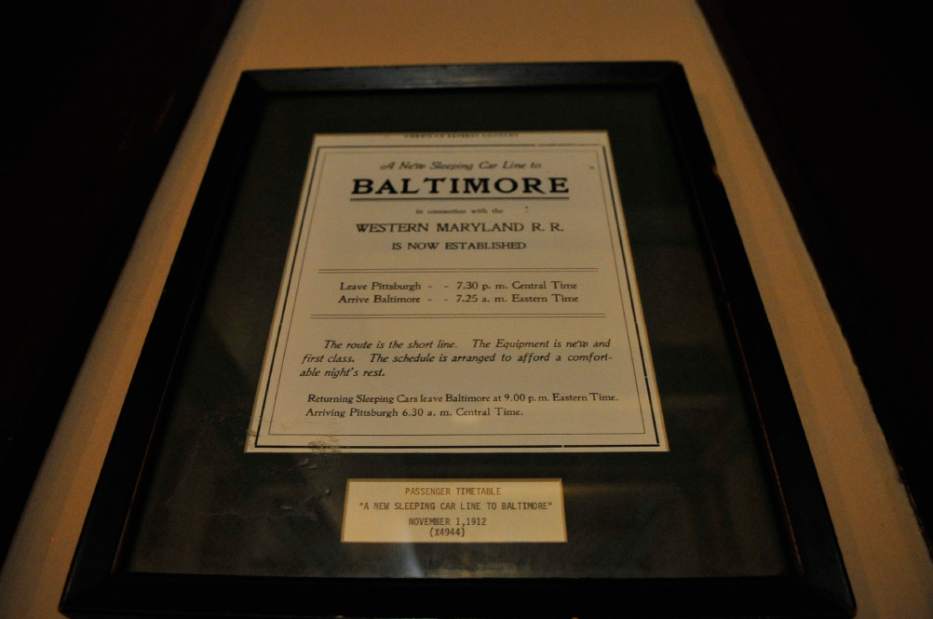 A New Sleeping Car Line to
BALTIMORE
in connection with the
WESTERN MARYLAND R. R.
IS NOW ESTABLISHED
Leave Pittsburgh - - 7.30 p. m. Central Time
Arrive Baltimore - - 7.25 a. m. Eastern Time
The route is the short line. The Equipment is new and
first class. The schedule is arranged to afford a comfort-
able night's rest.
Returning Sleeping Cars leave Baltimore at 9.00 p. m. Eastern Time.
Arriving Pittsburgh 6.30 a. m. Central Time.
PASSENGER TIMETABLE
"A NEW SLEEPING CAR LINE TO BALTIMORE"
NOVEMBER 1,1912
(X4944)